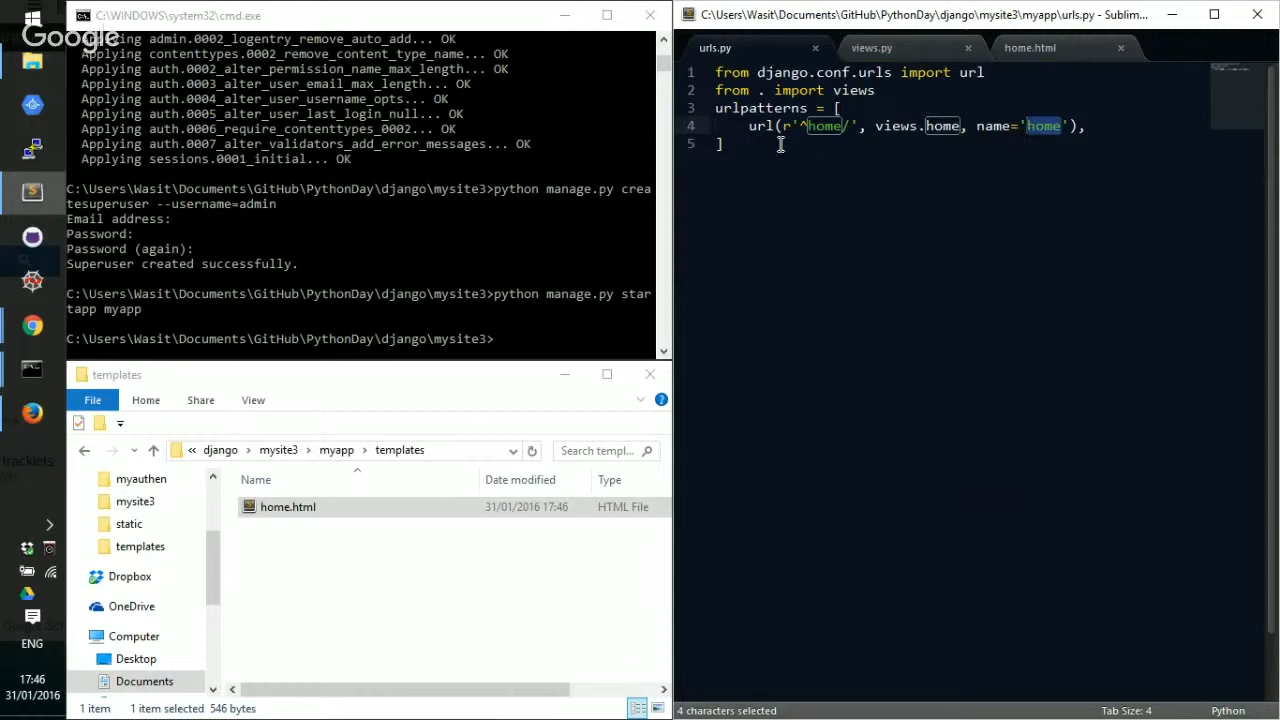 Google
C:\WINDOWS\system32\cmd.exe
Applying admin.0002_logentry_remove_auto_add... OK
Applying contenttypes.0002_remove_content_type_name... OK
Applying auth.0002_alter_permission_name_max_length... OK
Applying auth.0003_alter_user_email_max_length... OK
Applying auth.0004_alter_user_username_opts... OK
Applying auth.0005_alter_user_last_login_null... OK
Applying auth.0006_require_contenttypes_0002... OK
Applying auth.0007_alter_validators_add_error_messages... OK
Applying sessions.0001_initial... OK
C:\Users\Wasit\Documents\GitHub\PythonDay\django\mysite3>python manage.py crea
tesuperuser --username=admin
Email address:
Password:
Password (again):
Superuser created successfully.
C:\Users\Wasit\Documents\GitHub\PythonDay\django\mysite3>python manage.py star
tapp myapp
C:\Users\Wasit\Documents\GitHub\PythonDay\django\mysite3>
templates
File Home Share View
« django mysite3 myapp templates
Search templ...
myauthen
mysite3
static
templates
Dropbox
OneDrive
Computer
Desktop
Documents
Name Date modified Type
home.html 31/01/2016 17:46 HTML File
1 item 1 item selected 546 bytes
tracklets
ENG
17:46
31/01/2016
C:\Users\Wasit\Documents\GitHub\PythonDay\django\mysite3\myapp\urls.py - Sublim...
urls.py views.py home.html
1 from django.conf.urls import url
2 from . import views
3 urlpatterns = [
4 url(r'^home/', views.home, name='home'),
5 ]
4 characters selected Tab Size: 4 Python